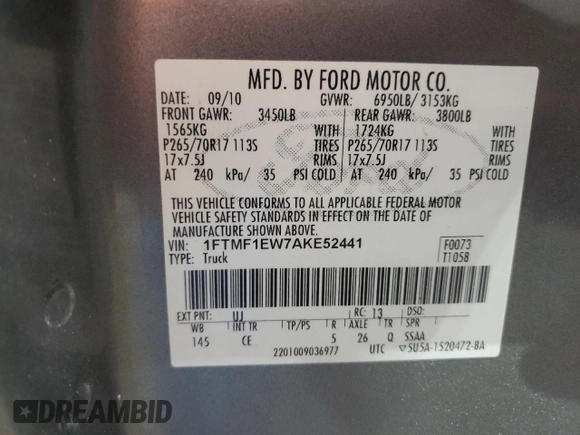 MFD. BY FORD MOTOR CO.
DATE: 09/10 GVWR: 6950LB/ 3153KG
FRONT GAWR: 3450LB REAR GAWR: 3800LB
1565KG WITH 1724KG WITH
P265/70R17 113S TIRES P265/70R17 113S TIRES
17x7.5J RIMS 17x7.5J RIMS
AT 240 kPa/ 35 PSI COLD AT 240 kPa/ 35 PSI COLD
THIS VEHICLE CONFORMS TO ALL APPLICABLE FEDERAL MOTOR
VEHICLE SAFETY STANDARDS IN EFFECT ON THE DATE OF
MANUFACTURE SHOWN ABOVE.
VIN: 1FTMF1EW7AKE52441 F0073
TYPE: Truck T1058
EXT PNT: UJ RC: 13 DSO:
WB INT TR TP/PS R AXLE TR SPR
145 CE 5 26 Q SSAA
2201009036977 UTC ▽5U5A-1520472-BA
DREAMBID.COM